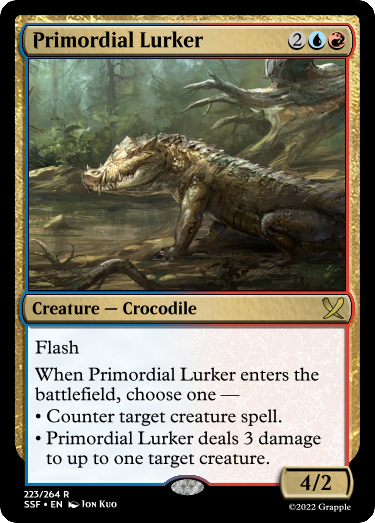 Primordial Lurker 2
Creature — Crocodile
Flash
When Primordial Lurker enters the
battlefield, choose one —
• Counter target creature spell.
• Primordial Lurker deals 3 damage
to up to one target creature.
4/2
223/264 R
SSF • EN Jon Kuo
©2022 Grapple